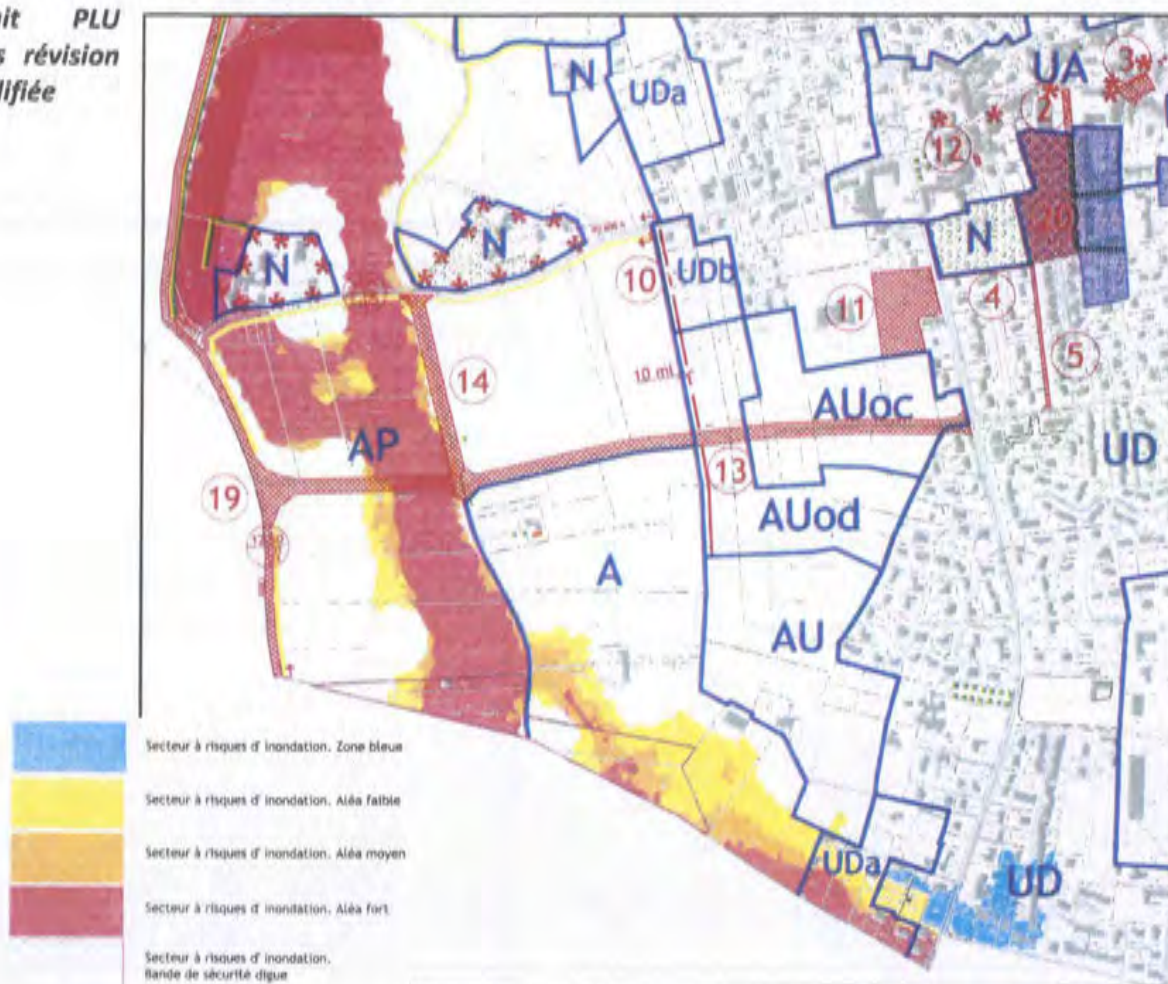 it PLU
s révision
ifiée
N
UDa
UA
3
2
12
N
N
N
10
UDb
11
4
5
14
10 ml
AUoc
AP
UD
19
13
AUod
A
AU
UDa
UD
Secteur à risques d' inondation. Zone bleue
Secteur à risques d' inondation. Aléa faible
Secteur à risques d' inondation. Aléa moyen
Secteur à risques d' inondation. Aléa fort
Secteur à risques d' inondation.
Bande de sécurité digue